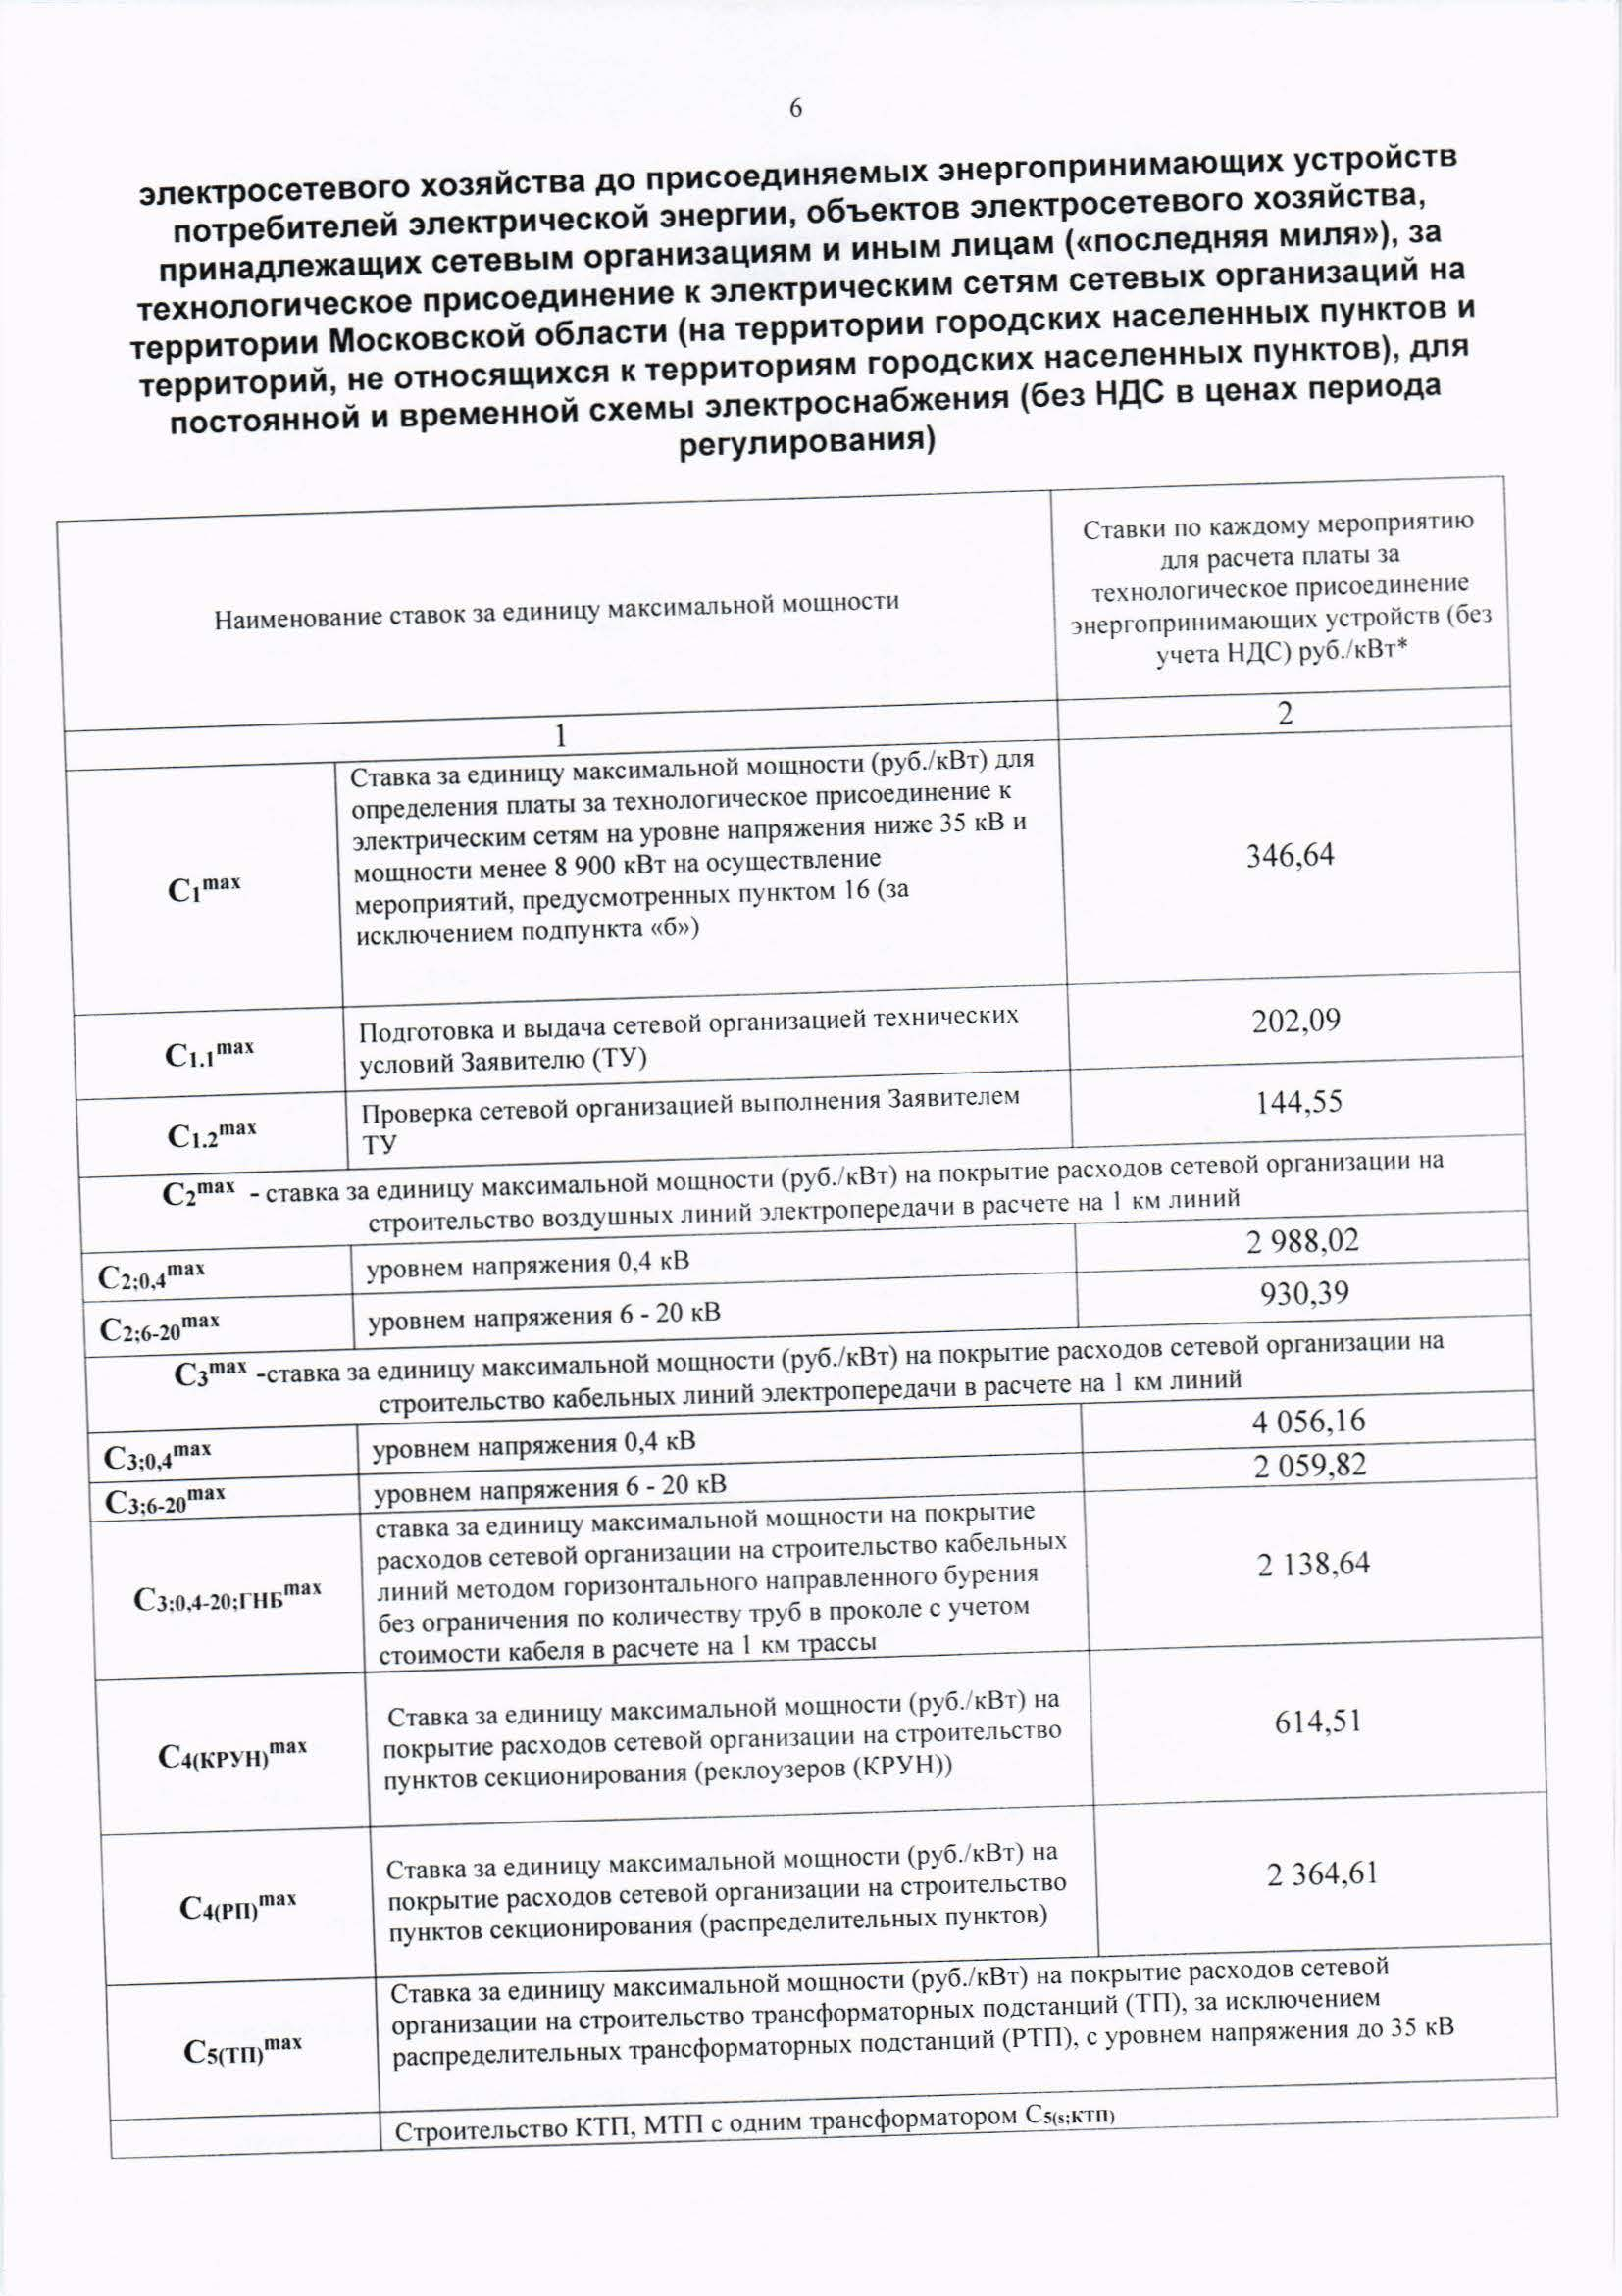 6
электросетевого хозяйства до присоединяемых энергопринимающих устройств
потребителей электрической энергии, объектов электросетевого хозяйства,
принадлежащих сетевым организациям и иным лицам («последняя миля»), за
технологическое присоединение к электрическим сетям сетевых организаций на
территории Московской области (на территории городских населенных пунктов и
территорий, не относящихся к территориям городских населенных пунктов), для
постоянной и временной схемы электроснабжения (без НДС в ценах периода
регулирования)
Наименование ставок за единицу максимальной мощности
Ставки по каждому мероприятию
для расчета платы за
технологическое присоединение
энергопринимающих устройств (без
учета НДС) руб./кВт*
1
2
C1max
Ставка за единицу максимальной мощности (руб./кВт) для
определения платы за технологическое присоединение к
электрическим сетям на уровне напряжения ниже 35 кВ и
мощности менее 8 900 кВт на осуществление
мероприятий, предусмотренных пунктом 16 (за
исключением подпункта «б»)
346,64
C1.1max
Подготовка и выдача сетевой организацией технических
условий Заявителю (ТУ)
202,09
C1.2max
Проверка сетевой организацией выполнения Заявителем
ТУ
144,55
C2max - ставка за единицу максимальной мощности (руб./кВт) на покрытие расходов сетевой организации на
строительство воздушных линий электропередачи в расчете на 1 км линий
C2;0,4max
уровнем напряжения 0,4 кВ
2 988,02
C2;6-20max
уровнем напряжения 6 - 20 кВ
930,39
C3max -ставка за единицу максимальной мощности (руб./кВт) на покрытие расходов сетевой организации на
строительство кабельных линий электропередачи в расчете на 1 км линий
C3;0,4max
уровнем напряжения 0,4 кВ
4 056,16
C3;6-20max
уровнем напряжения 6 - 20 кВ
2 059,82
C3;0,4-20;ГНБmax
ставка за единицу максимальной мощности на покрытие
расходов сетевой организации на строительство кабельных
линий методом горизонтального направленного бурения
без ограничения по количеству труб в проколе с учетом
стоимости кабеля в расчете на 1 км трассы
2 138,64
C4(КРУН)max
Ставка за единицу максимальной мощности (руб./кВт) на
покрытие расходов сетевой организации на строительство
пунктов секционирования (реклоузеров (КРУН))
614,51
C4(РП)max
Ставка за единицу максимальной мощности (руб./кВт) на
покрытие расходов сетевой организации на строительство
пунктов секционирования (распределительных пунктов)
2 364,61
C5(ТП)max
Ставка за единицу максимальной мощности (руб./кВт) на покрытие расходов сетевой
организации на строительство трансформаторных подстанций (ТП), за исключением
распределительных трансформаторных подстанций (РТП), с уровнем напряжения до 35 кВ
Строительство КТП, МТП с одним трансформатором C5(s;ктп)